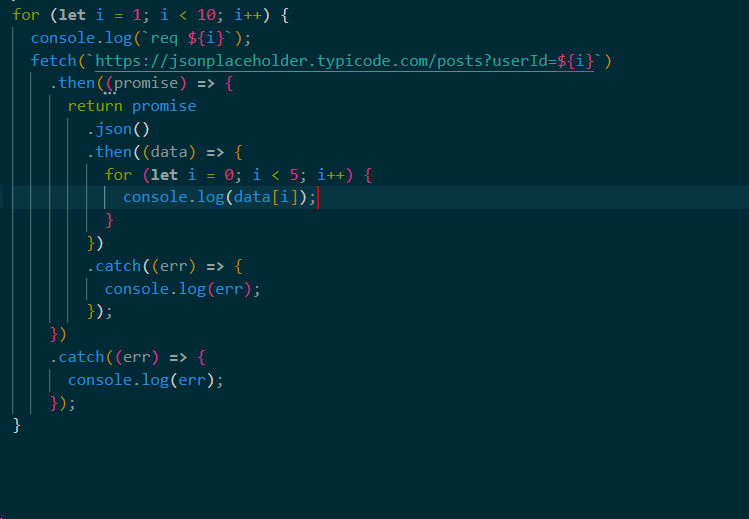 for (let i = 1; i < 10; i++) {
  console.log(`req ${i}`);
  fetch(`https://jsonplaceholder.typicode.com/posts?userId=${i}`)
    .then((promise) => {
      return promise
        .json()
        .then((data) => {
          for (let i = 0; i < 5; i++) {
            console.log(data[i]);
          }
        })
        .catch((err) => {
          console.log(err);
        });
    })
    .catch((err) => {
      console.log(err);
    });
}